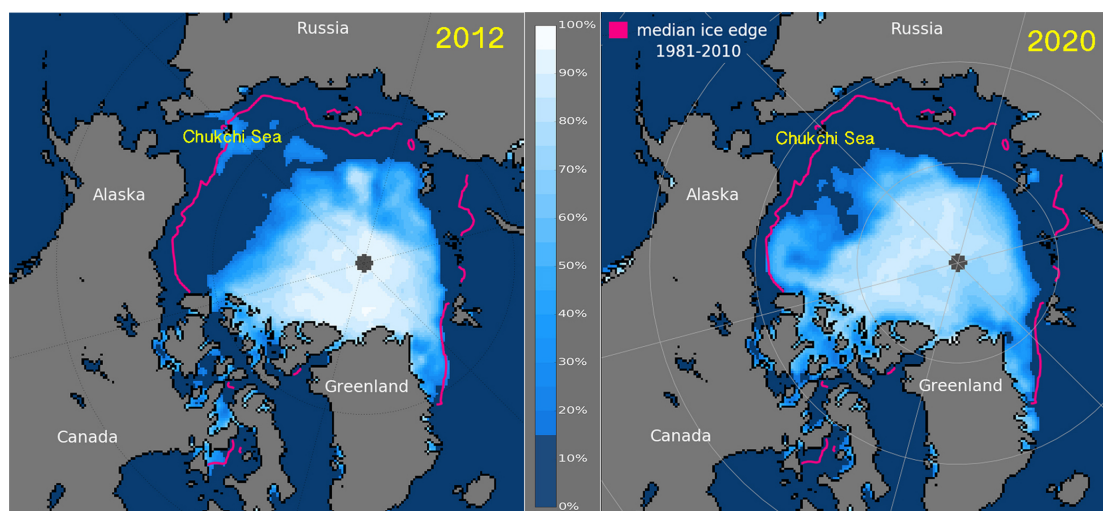 Russia
2012
Chukchi Sea
Alaska
Greenland
Canada
100%
90%
80%
70%
60%
50%
40%
30%
20%
10%
0%
median ice edge
1981-2010
Russia
2020
Chukchi Sea
Alaska
Greenland
Canada